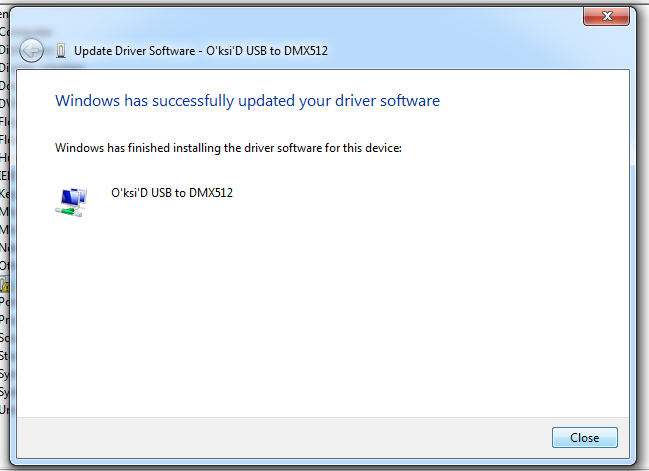 Update Driver Software - O'ksi'D USB to DMX512
Windows has successfully updated your driver software
Windows has finished installing the driver software for this device:
O'ksi'D USB to DMX512
Close